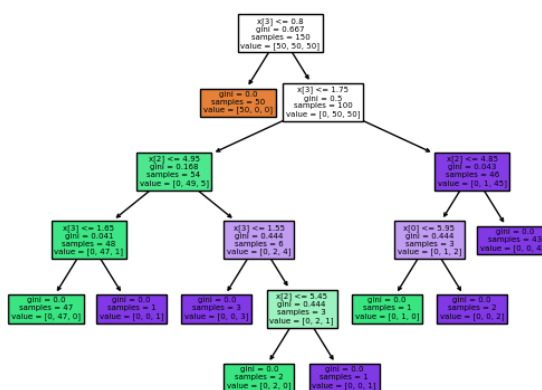 x[3] <= 0.8
gini = 0.667
samples = 150
value = [50, 50, 50]
gini = 0.0
samples = 50
value = [50, 0, 0]
x[3] <= 1.75
gini = 0.5
samples = 100
value = [0, 50, 50]
x[2] <= 4.95
gini = 0.168
samples = 54
value = [0, 49, 5]
x[2] <= 4.85
gini = 0.043
samples = 46
value = [0, 1, 45]
x[3] <= 1.65
gini = 0.041
samples = 48
value = [0, 47, 1]
x[3] <= 1.55
gini = 0.444
samples = 6
value = [0, 2, 4]
x[0] <= 5.95
gini = 0.444
samples = 3
value = [0, 1, 2]
gini = 0.0
samples = 43
value = [0, 0, 4
gini = 0.0
samples = 47
value = [0, 47, 0]
gini = 0.0
samples = 1
value = [0, 0, 1]
gini = 0.0
samples = 3
value = [0, 0, 3]
x[2] <= 5.45
gini = 0.444
samples = 3
value = [0, 2, 1]
gini = 0.0
samples = 1
value = [0, 1, 0]
gini = 0.0
samples = 2
value = [0, 0, 2]
gini = 0.0
samples = 2
value = [0, 2, 0]
gini = 0.0
samples = 1
value = [0, 0, 1]